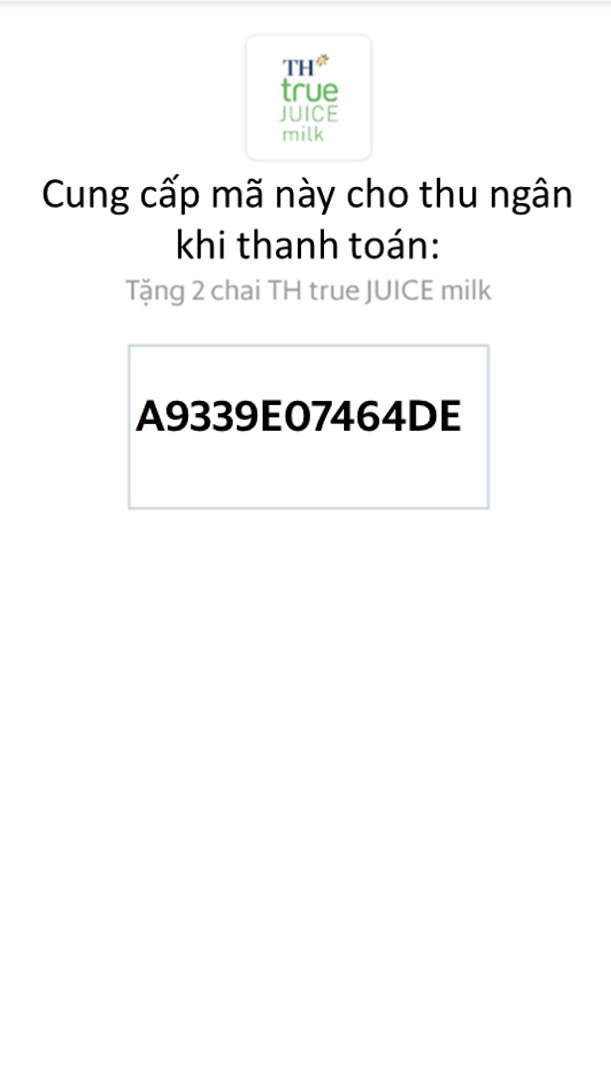 TH
true
JUICE
milk
Cung cấp mã này cho thu ngân
khi thanh toán:
Tặng 2 chai TH true JUICE milk
A9339E07464DE